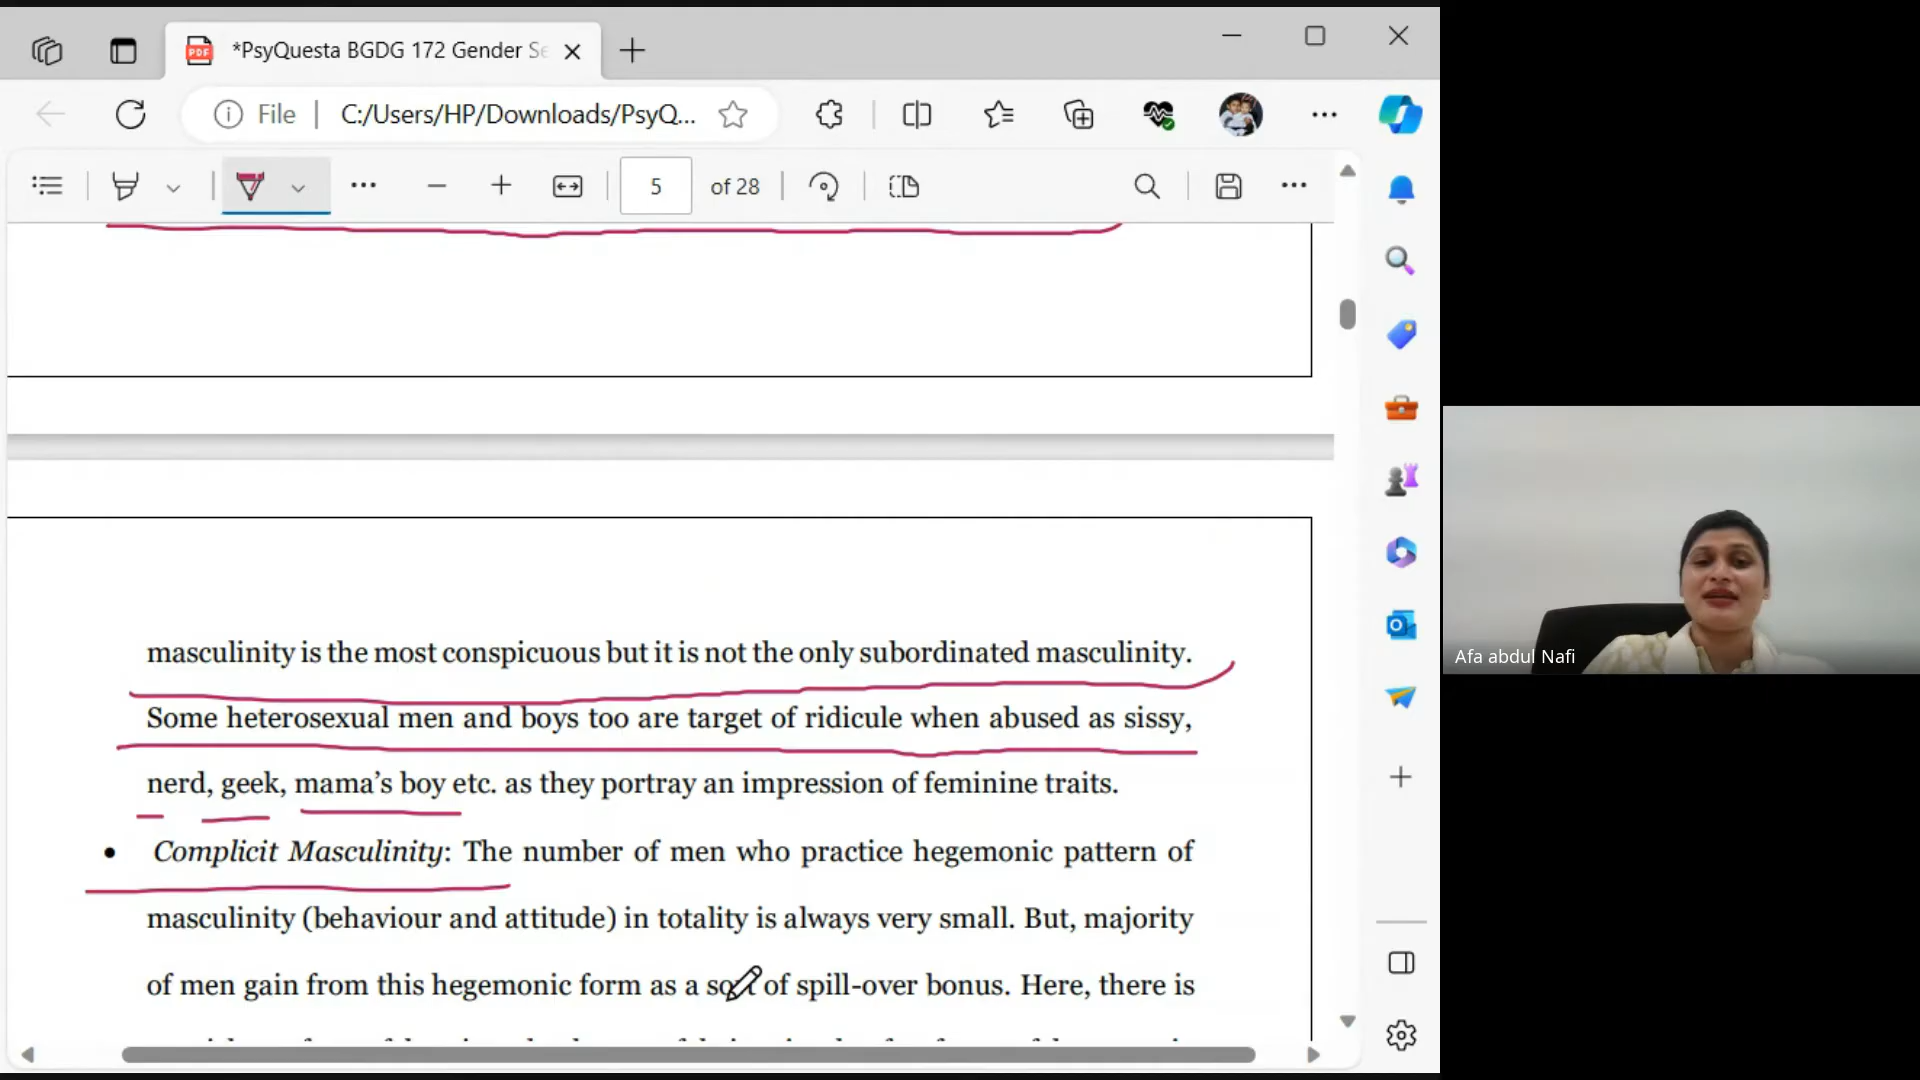 *PsyQuesta BGDG 172 Gender Se
File
C:/Users/HP/Downloads/PsyQ...
5 of 28
masculinity is the most conspicuous but it is not the only subordinated masculinity.
Some heterosexual men and boys too are target of ridicule when abused as sissy,
nerd, geek, mama’s boy etc. as they portray an impression of feminine traits.
• Complicit Masculinity: The number of men who practice hegemonic pattern of
masculinity (behaviour and attitude) in totality is always very small. But, majority
of men gain from this hegemonic form as a sort of spill-over bonus. Here, there is
Afa abdul Nafi